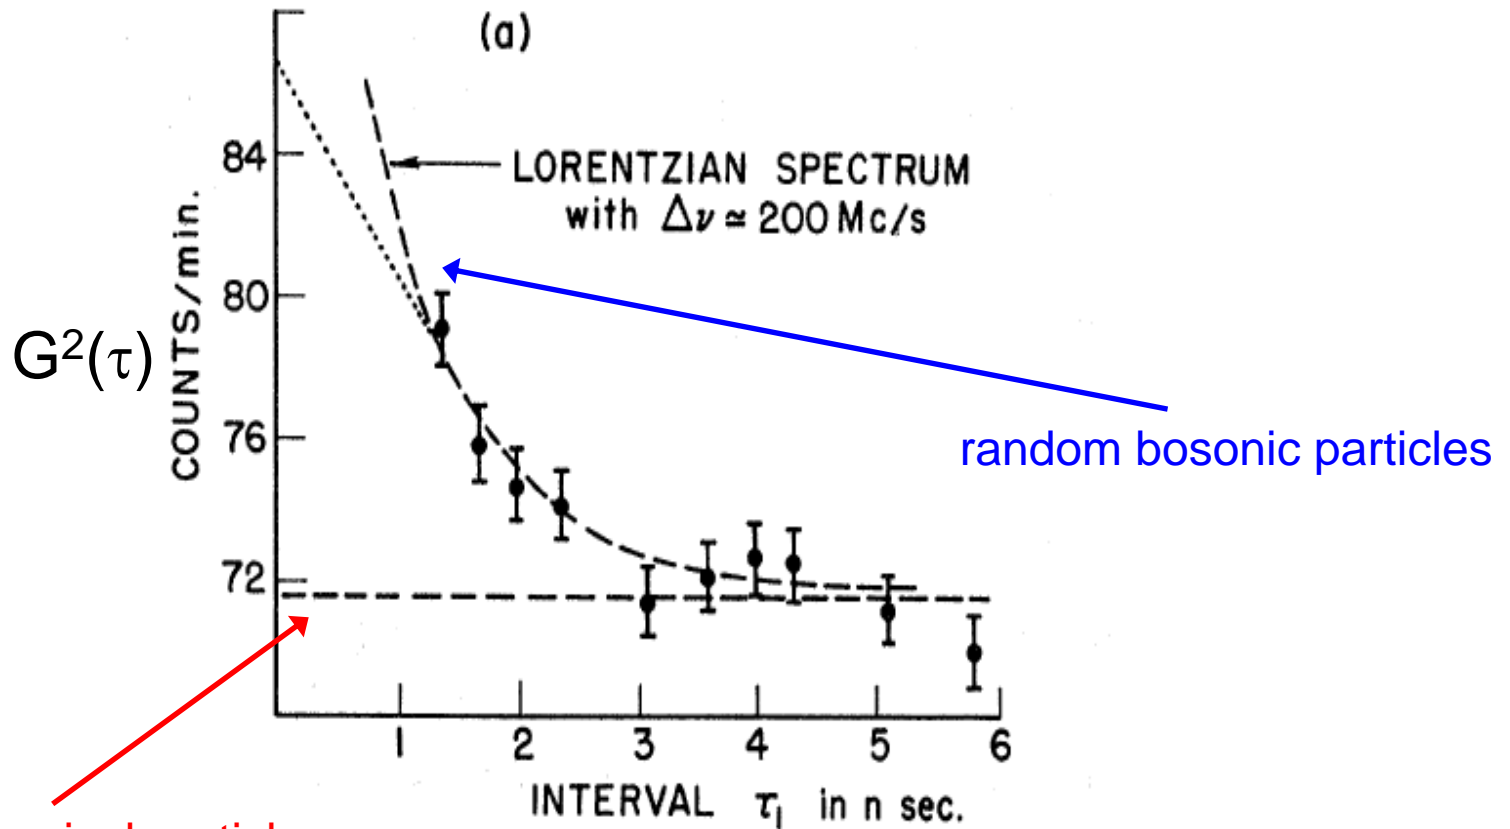 (a)
84
LORENTZIAN SPECTRUM
with Δν ≃ 200 Mc/s
80
G²(τ)
COUNTS/min.
76
random bosonic particles
72
1 2 3 4 5 6
INTERVAL τ₁ in n sec.